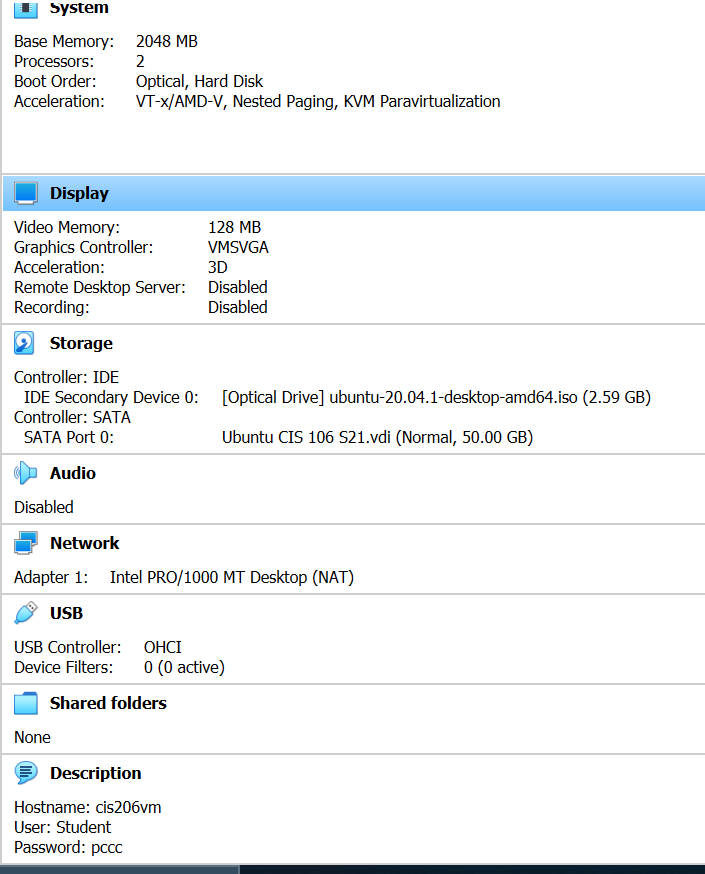 System
Base Memory: 2048 MB
Processors: 2
Boot Order: Optical, Hard Disk
Acceleration: VT-x/AMD-V, Nested Paging, KVM Paravirtualization
Display
Video Memory: 128 MB
Graphics Controller: VMSVGA
Acceleration: 3D
Remote Desktop Server: Disabled
Recording: Disabled
Storage
Controller: IDE
IDE Secondary Device 0: [Optical Drive] ubuntu-20.04.1-desktop-amd64.iso (2.59 GB)
Controller: SATA
SATA Port 0: Ubuntu CIS 106 S21.vdi (Normal, 50.00 GB)
Audio
Disabled
Network
Adapter 1: Intel PRO/1000 MT Desktop (NAT)
USB
USB Controller: OHCI
Device Filters: 0 (0 active)
Shared folders
None
Description
Hostname: cis206vm
User: Student
Password: pccc